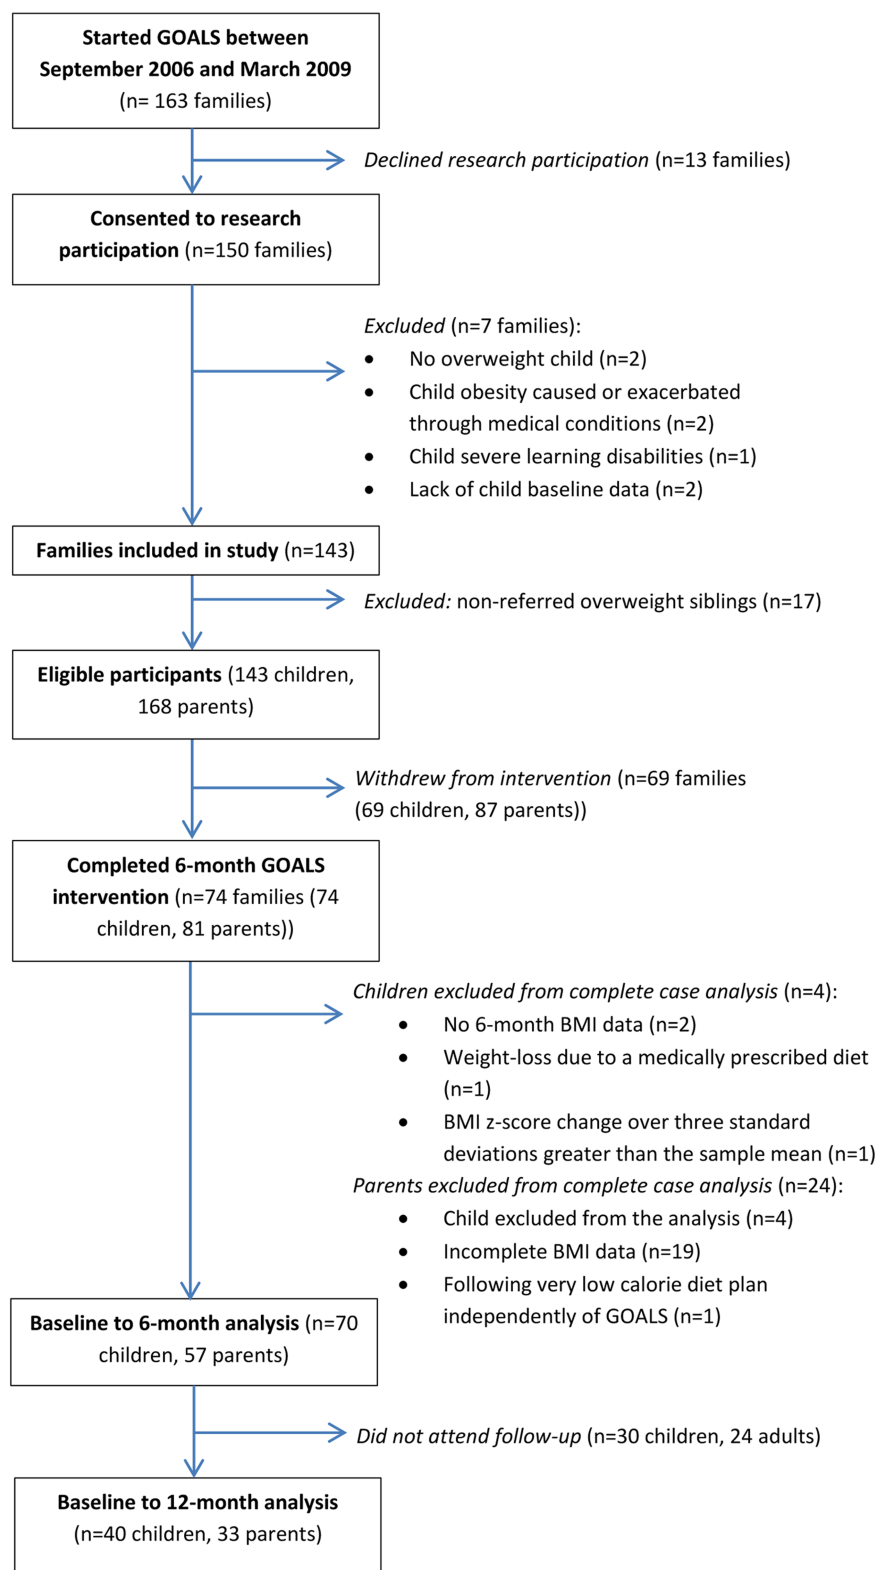 Started GOALS between
September 2006 and March 2009
(n= 163 families)
Declined research participation (n=13 families)
Consented to research
participation (n=150 families)
Excluded (n=7 families):
• No overweight child (n=2)
• Child obesity caused or exacerbated
through medical conditions (n=2)
• Child severe learning disabilities (n=1)
• Lack of child baseline data (n=2)
Families included in study (n=143)
Excluded: non-referred overweight siblings (n=17)
Eligible participants (143 children,
168 parents)
Withdrew from intervention (n=69 families
(69 children, 87 parents))
Completed 6-month GOALS
intervention (n=74 families (74
children, 81 parents))
Children excluded from complete case analysis (n=4):
• No 6-month BMI data (n=2)
• Weight-loss due to a medically prescribed diet
(n=1)
• BMI z-score change over three standard
deviations greater than the sample mean (n=1)
Parents excluded from complete case analysis (n=24):
• Child excluded from the analysis (n=4)
• Incomplete BMI data (n=19)
• Following very low calorie diet plan
independently of GOALS (n=1)
Baseline to 6-month analysis (n=70
children, 57 parents)
Did not attend follow-up (n=30 children, 24 adults)
Baseline to 12-month analysis
(n=40 children, 33 parents)